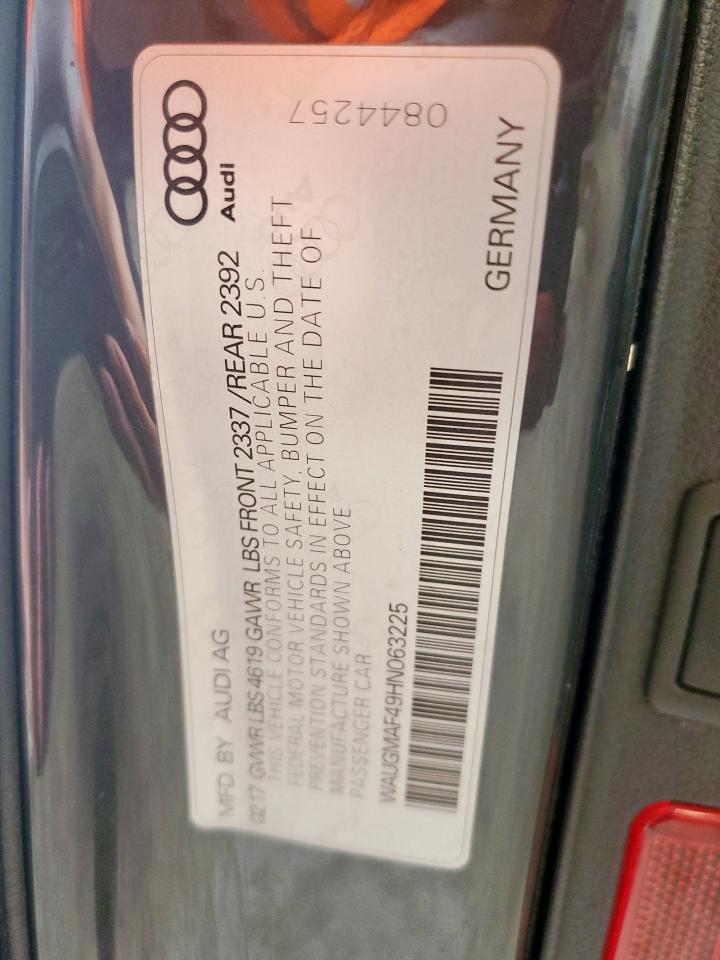 Audi
0844257
MFD BY AUDI AG
02 17 GVWR LBS 4619 GAWR LBS FRONT 2337/REAR 2392
THIS VEHICLE CONFORMS TO ALL APPLICABLE U.S.
FEDERAL MOTOR VEHICLE SAFETY, BUMPER AND THEFT
PREVENTION STANDARDS IN EFFECT ON THE DATE OF
MANUFACTURE SHOWN ABOVE
PASSENGER CAR
WAUGMAF49HN063225
GERMANY